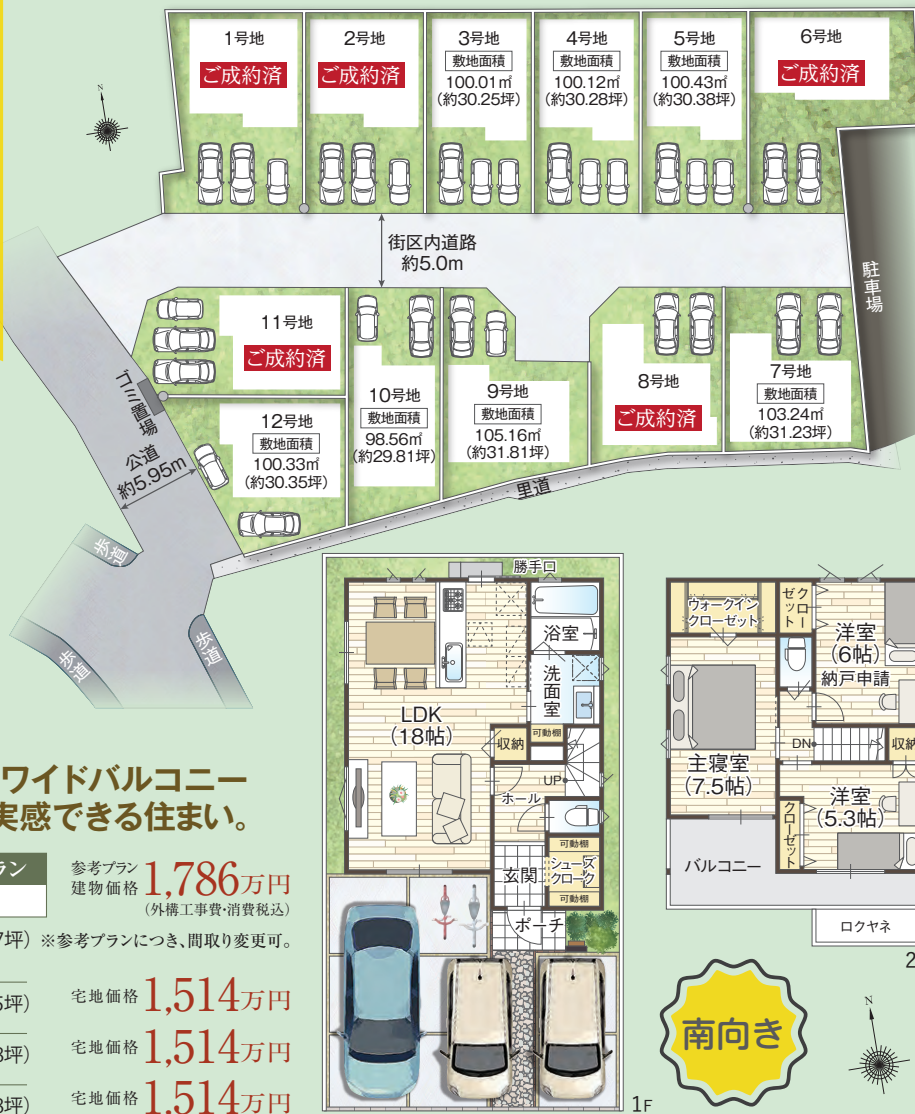 N
1号地
ご成約済
2号地
ご成約済
3号地
敷地面積
100.01㎡
(約30.25坪)
4号地
敷地面積
100.12㎡
(約30.28坪)
5号地
敷地面積
100.43㎡
(約30.38坪)
6号地
ご成約済
街区内道路
約5.0m
駐車場
11号地
ご成約済
10号地
敷地面積
98.56㎡
(約29.81坪)
9号地
敷地面積
105.16㎡
(約31.81坪)
8号地
ご成約済
7号地
敷地面積
103.24㎡
(約31.23坪)
ゴミ置場
12号地
敷地面積
100.33㎡
(約30.35坪)
公道
約5.95m
里道
歩道
歩道
歩道
勝手口
浴室
洗面室
可動棚
LDK
(18帖)
収納
UP
ホール
可動棚
シューズ
クローク
可動棚
玄関
ポーチ
1F
ウォークイン
クローゼット
クローゼット
洋室
(6帖)
納戸申請
主寝室
(7.5帖)
DN
収納
洋室
(5.3帖)
クローゼット
バルコニー
ロクヤネ
2
N
南向き
ワイドバルコニー
実感できる住まい。
ラン
参考プラン
建物価格 1,786万円
(外構工事費・消費税込)
7坪) ※参考プランにつき、間取り変更可。
坪) 宅地価格 1,514万円
坪) 宅地価格 1,514万円
坪) 宅地価格 1,514万円